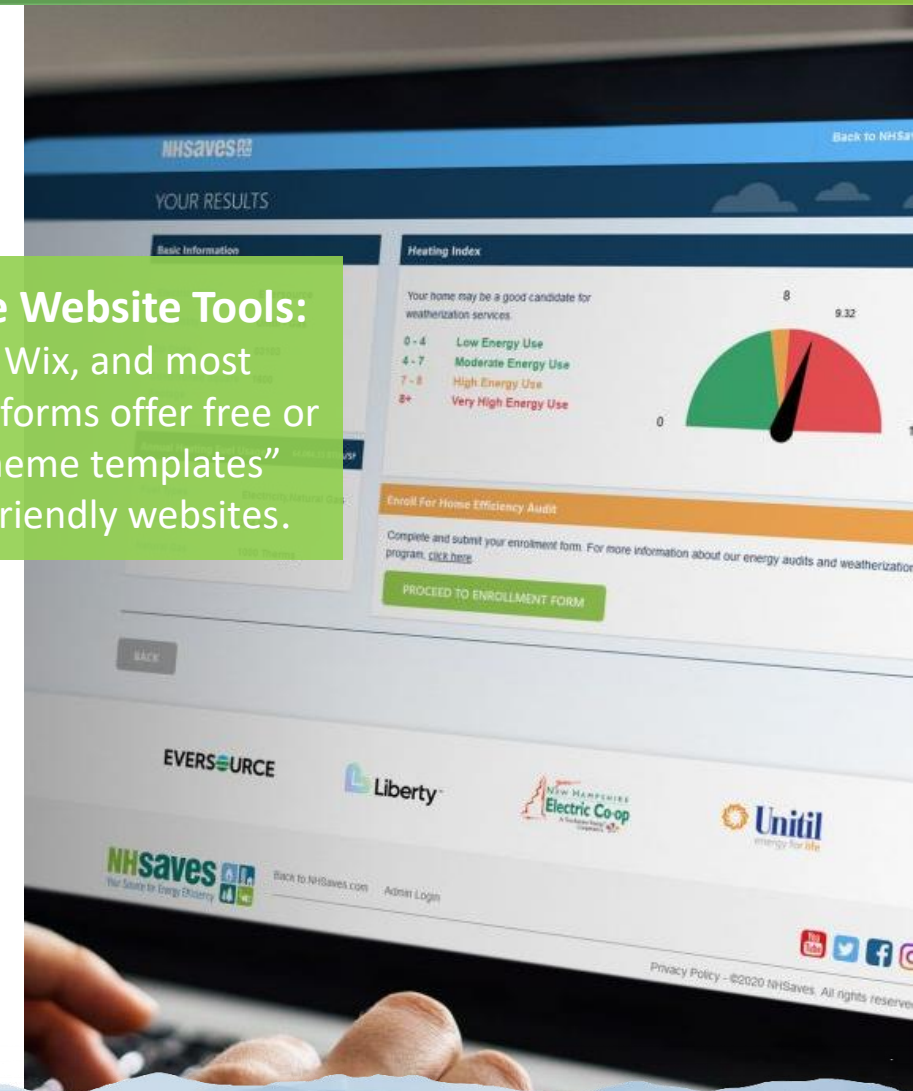 NHSaves
Back to NHSav
YOUR RESULTS
Basic Information
Heating Index
Your home may be a good candidate for
weatherization services.
0 - 4 Low Energy Use
4 - 7 Moderate Energy Use
7 - 8 High Energy Use
8+ Very High Energy Use
8
9.32
0
1
e Website Tools:
Wix, and most
forms offer free or
neme templates”
riendly websites.
Enroll For Home Efficiency Audit
Complete and submit your enrollment form. For more information about our energy audits and weatherization
program, click here.
PROCEED TO ENROLLMENT FORM
BACK
EVERSOURCE
Liberty
New Hampshire
Electric Co-op
Unitil
energy for life
NHsaves
Your Source for Energy Efficiency
Back to NHSaves.com Admin Login
You
Tube
Privacy Policy - ©2020 NHSaves. All rights reserve